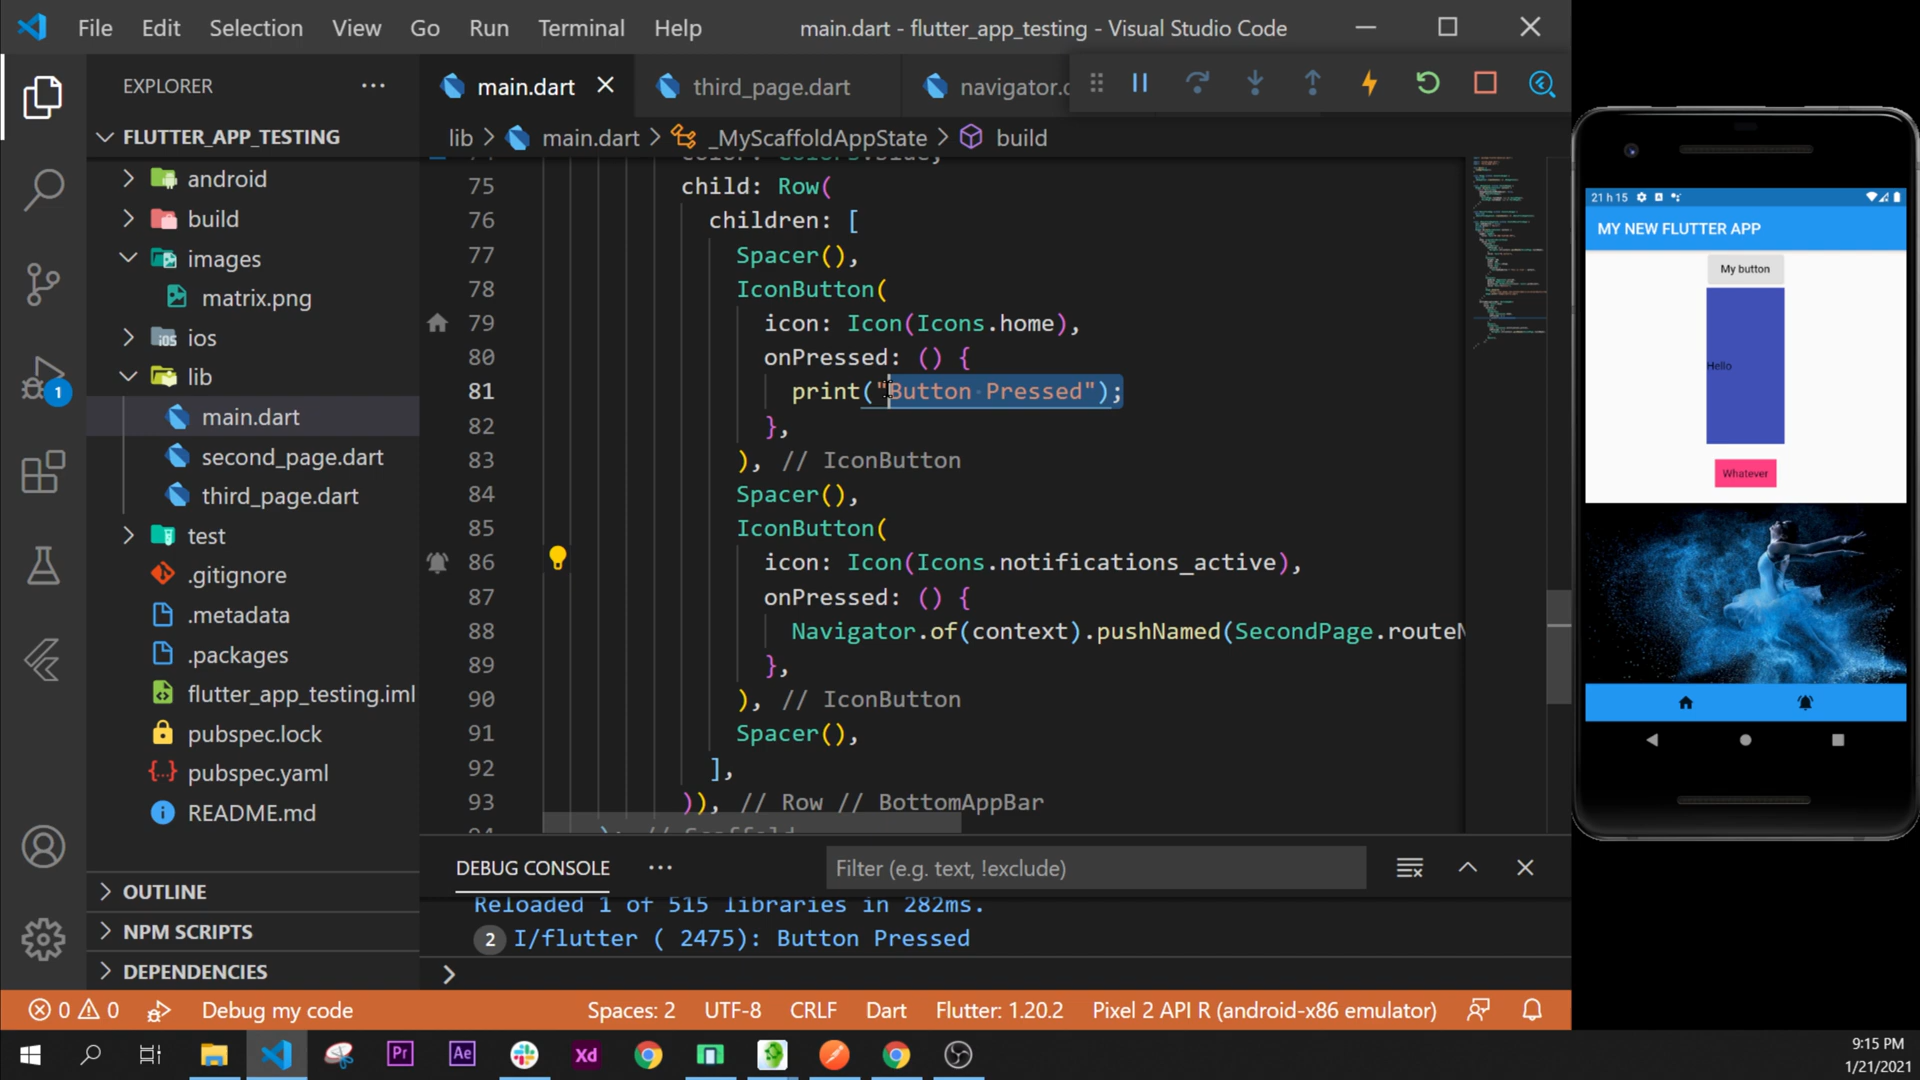 File Edit Selection View Go Run Terminal Help
main.dart - flutter_app_testing - Visual Studio Code
EXPLORER
main.dart
third_page.dart
navigator.
FLUTTER_APP_TESTING
lib > main.dart > _MyScaffoldAppState > build
android
build
images
matrix.png
ios
lib
main.dart
second_page.dart
third_page.dart
test
.gitignore
.metadata
.packages
flutter_app_testing.iml
pubspec.lock
pubspec.yaml
README.md
OUTLINE
NPM SCRIPTS
DEPENDENCIES
1
75 child: Row(
76 children: [
77 Spacer(),
78 IconButton(
79 icon: Icon(Icons.home),
80 onPressed: () {
81 print("Button Pressed");
82 },
83 ), // IconButton
84 Spacer(),
85 IconButton(
86 icon: Icon(Icons.notifications_active),
87 onPressed: () {
88 Navigator.of(context).pushNamed(SecondPage.routeN
89 },
90 ), // IconButton
91 Spacer(),
92 ],
93 )), // Row // BottomAppBar
DEBUG CONSOLE
Filter (e.g. text, !exclude)
Reloaded 1 of 515 libraries in 282ms.
2 I/flutter ( 2475): Button Pressed
0 0 Debug my code Spaces: 2 UTF-8 CRLF Dart Flutter: 1.20.2 Pixel 2 API R (android-x86 emulator)
Pr Ae Xd
9:15 PM
1/21/2021
21 h 15
MY NEW FLUTTER APP
My button
Hello
Whatever